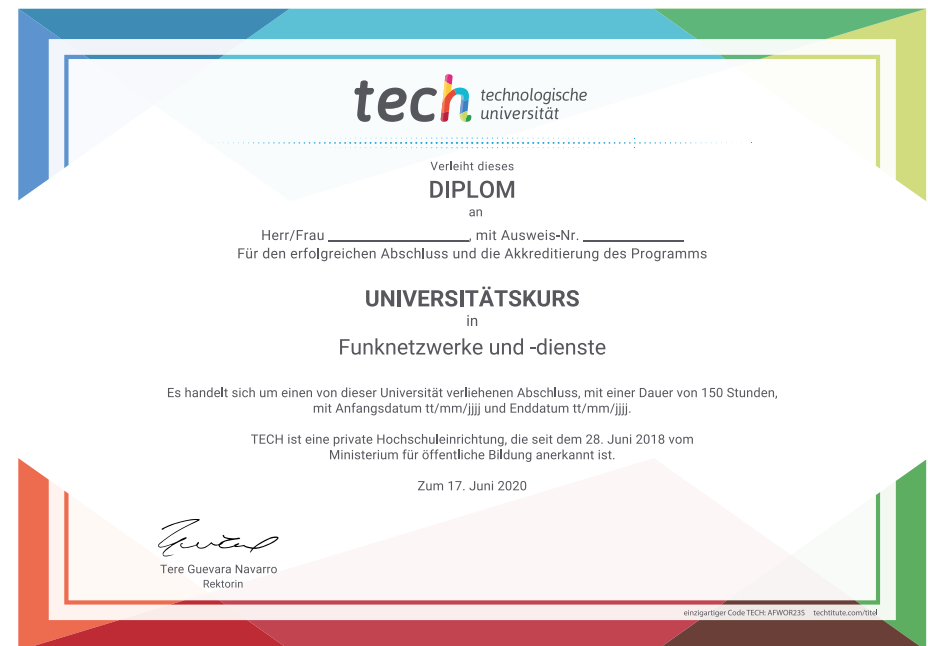 tech technologische
universität
Verleiht dieses
DIPLOM
an
Herr/Frau ____________________, mit Ausweis-Nr. ______________
Für den erfolgreichen Abschluss und die Akkreditierung des Programms
UNIVERSITÄTSKURS
in
Funknetzwerke und -dienste
Es handelt sich um einen von dieser Universität verliehenen Abschluss, mit einer Dauer von 150 Stunden,
mit Anfangsdatum tt/mm/jjjj und Enddatum tt/mm/jjjj.
TECH ist eine private Hochschuleinrichtung, die seit dem 28. Juni 2018 vom
Ministerium für öffentliche Bildung anerkannt ist.
Zum 17. Juni 2020
Tere Guevara Navarro
Rektorin
einzigartiger Code TECH: AFWOR23S techtitute.com/titel